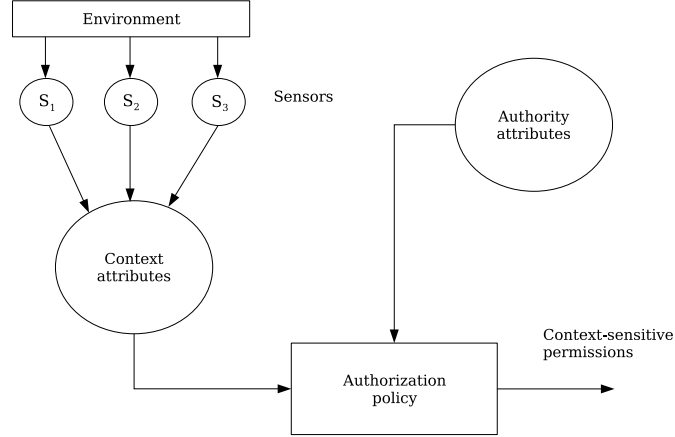 Environment
S1
S2
S3
Sensors
Authority
attributes
Context
attributes
Context-sensitive
permissions
Authorization
policy